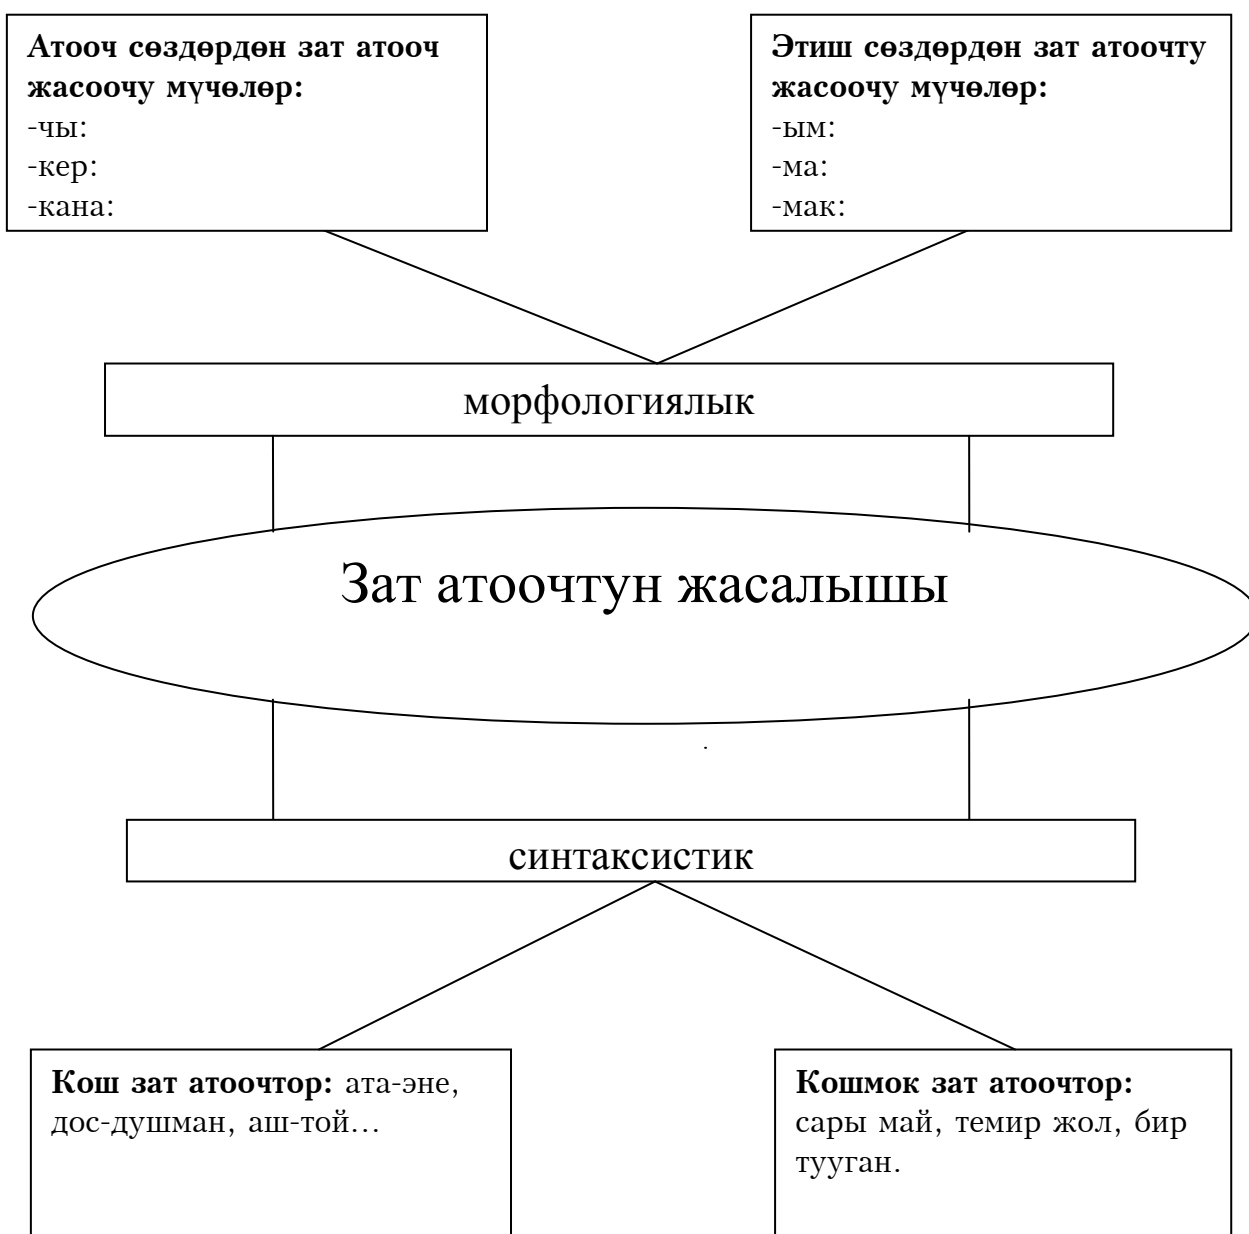 Атооч сөздөрдөн зат атооч
жасоочу мүчөлөр:
-чы:
-кер:
-кана:
Этиш сөздөрдөн зат атоочту
жасоочу мүчөлөр:
-ым:
-ма:
-мак:
морфологиялык
Зат атоочтун жасалышы
синтаксистик
Кош зат атоочтор: ата-эне,
дос-душман, аш-той...
Кошмок зат атоочтор:
сары май, темир жол, бир
тууган.